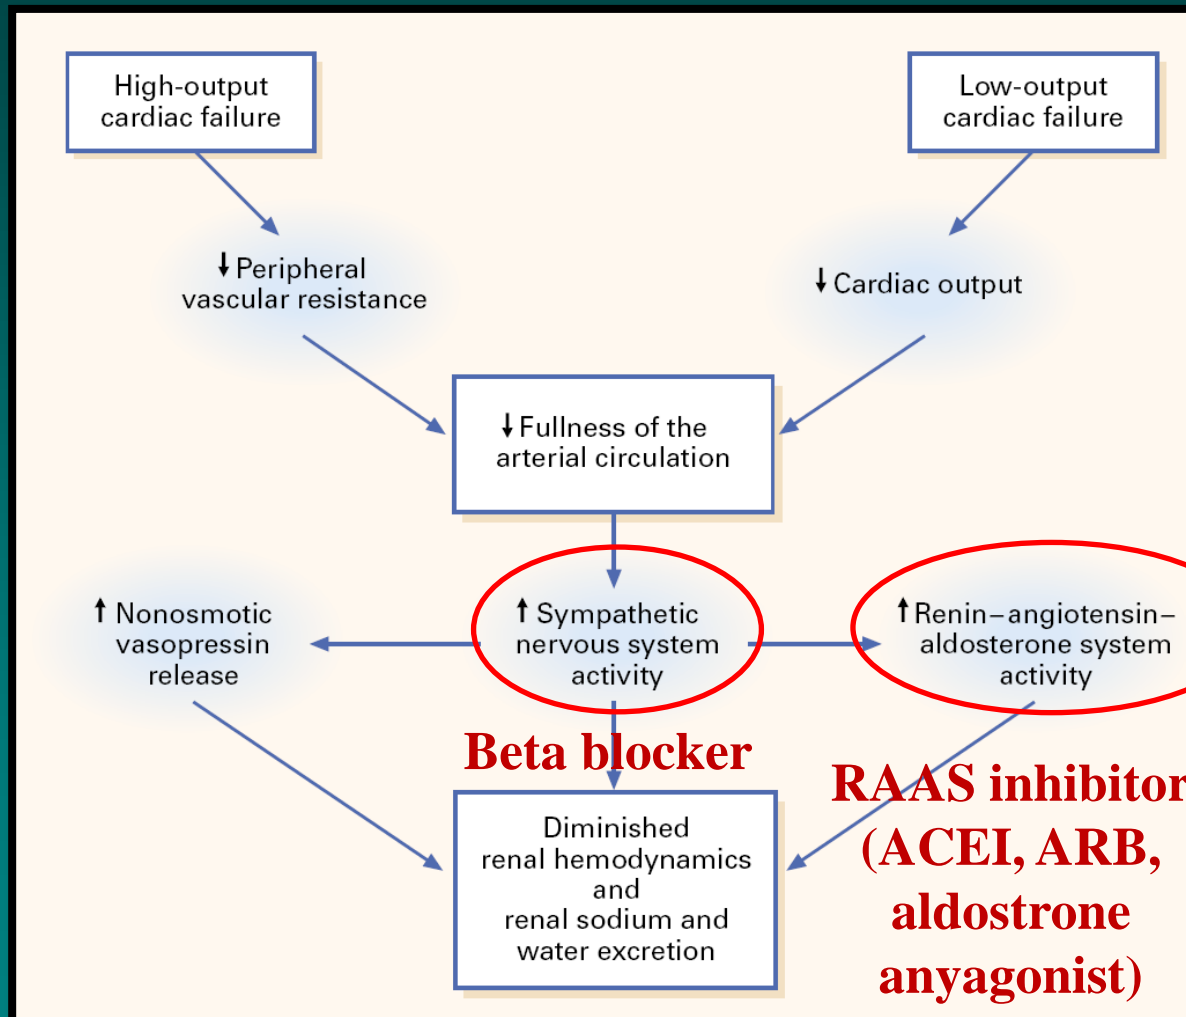 High-output
cardiac failure
Low-output
cardiac failure
↓ Peripheral
vascular resistance
↓ Cardiac output
↓ Fullness of the
arterial circulation
↑ Nonosmotic
vasopressin
release
↑ Sympathetic
nervous system
activity
↑ Renin–angiotensin–
aldosterone system
activity
Beta blocker
RAAS inhibitor
(ACEI, ARB,
aldostrone
anyagonist)
Diminished
renal hemodynamics
and
renal sodium and
water excretion